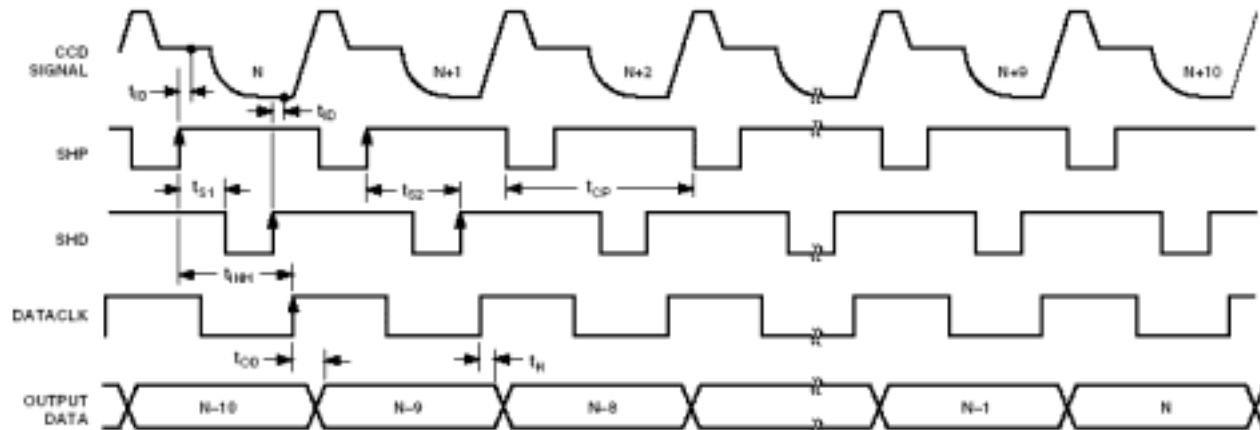 CCD
SIGNAL
N
N+1
N+2
N+9
N+10
tID
tID
SHP
tS1
tS2
tCP
SHD
tINH
DATACLK
tOD
tH
OUTPUT
DATA
N–10
N–9
N–8
N–1
N